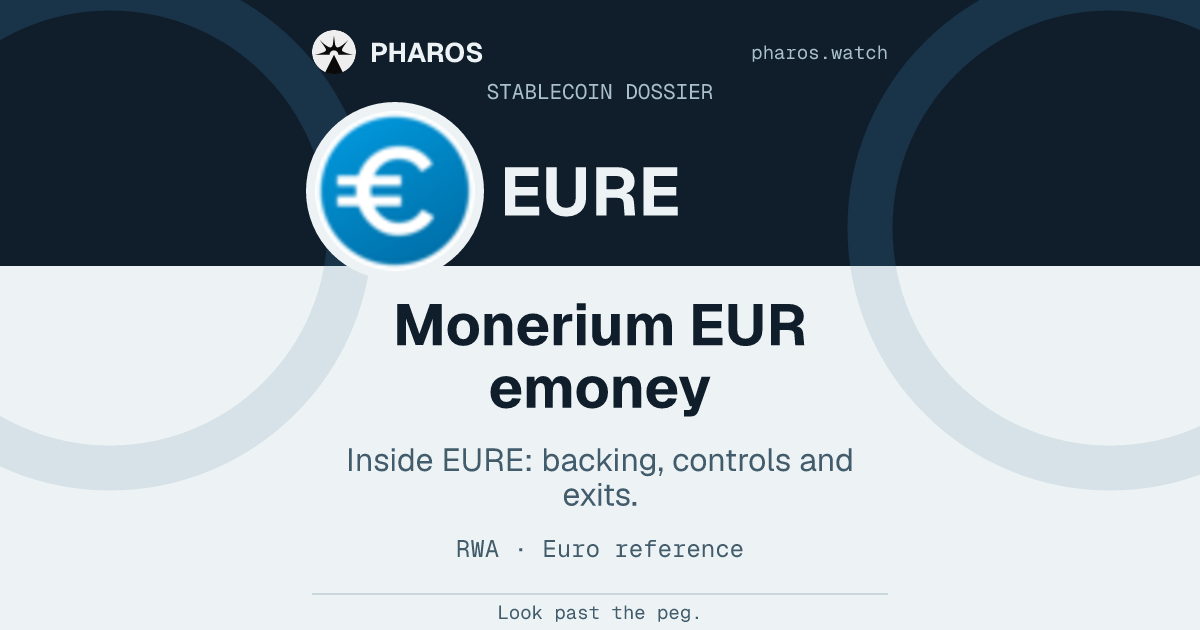 PHAROS
pharos.watch
STABLECOIN DOSSIER
€ EURE
Monerium EUR
emoney
Inside EURE: backing, controls and
exits.
RWA · Euro reference
Look past the peg.